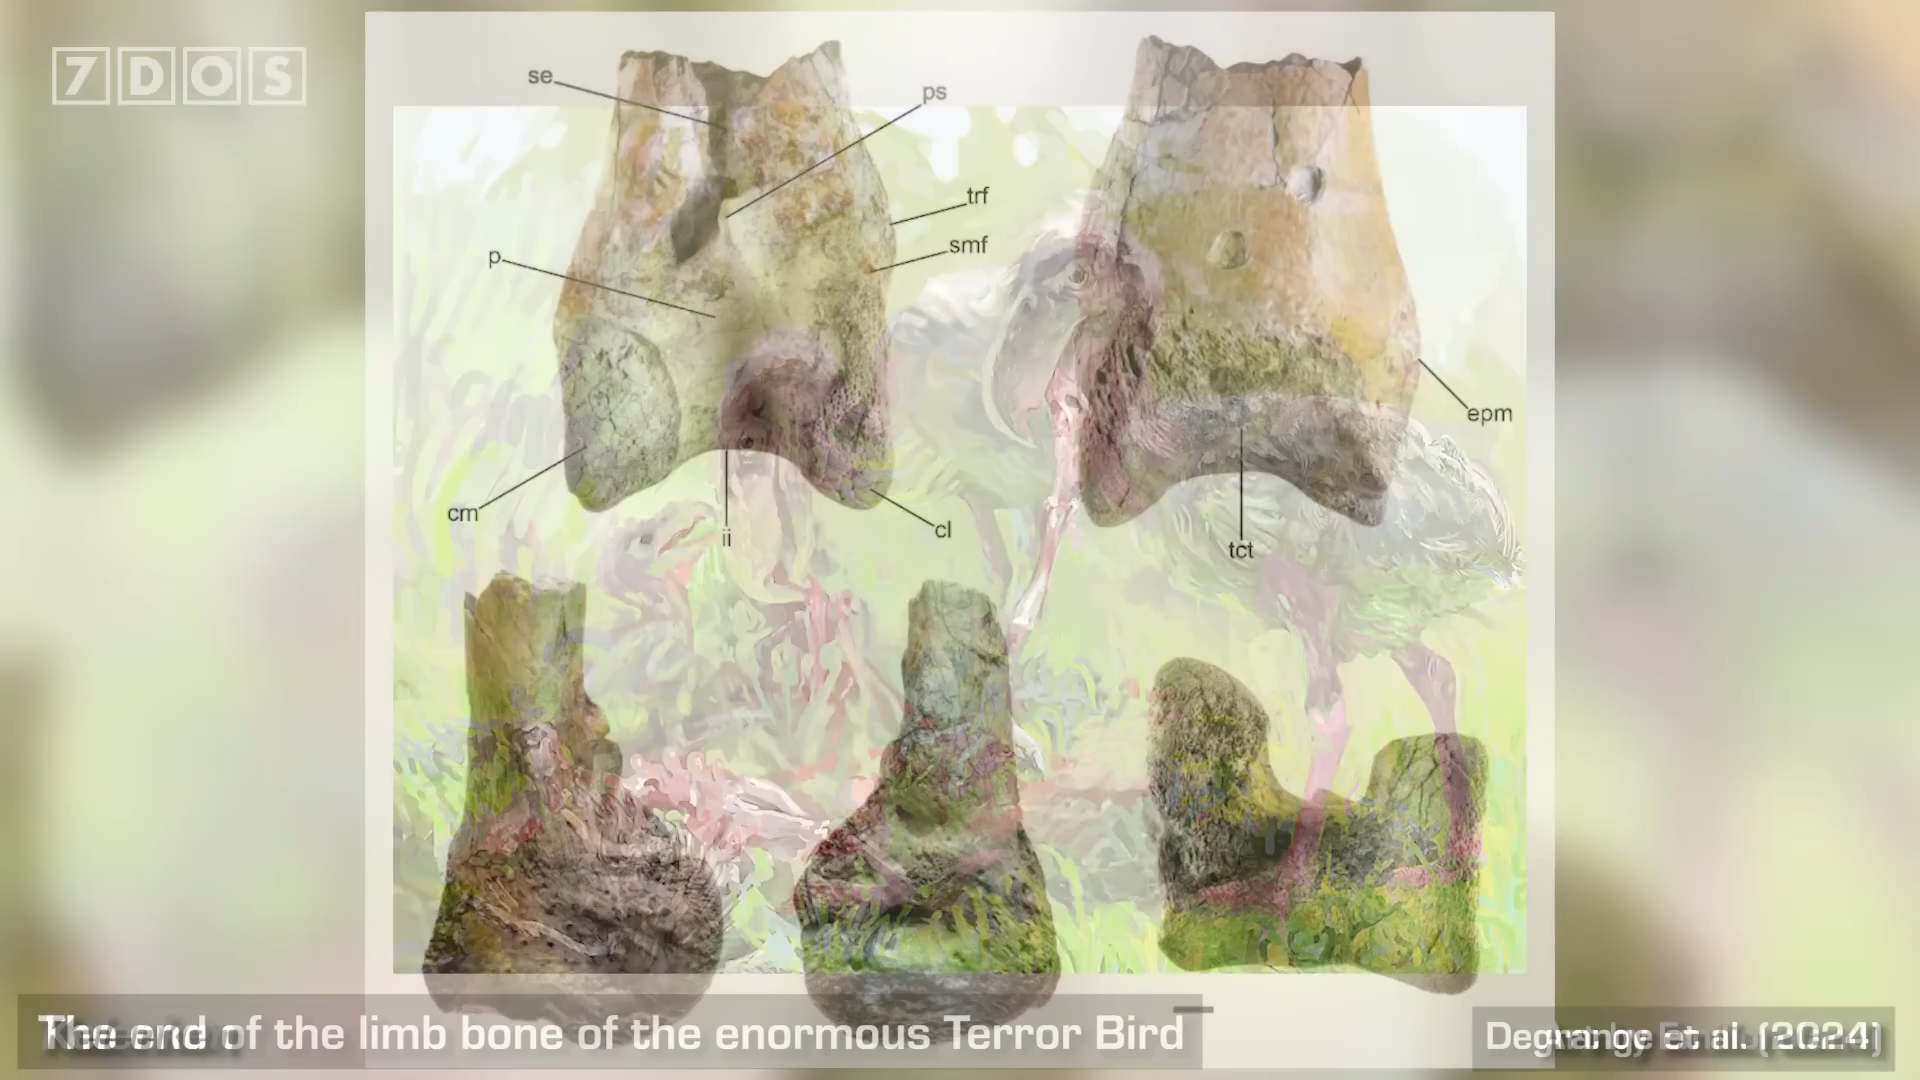 7DOS
se
ps
trf
smf
p
cm
ii
cl
epm
tct
The end of the limb bone of the enormous Terror Bird
Degrange Et al. (2024)